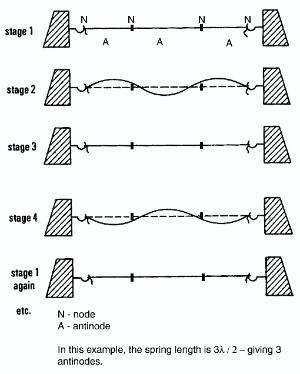 N N N N
stage 1
A A A
stage 2
stage 3
stage 4
stage 1
again
etc.
N - node
A - antinode
In this example, the spring length is 3λ / 2 – giving 3
antinodes.